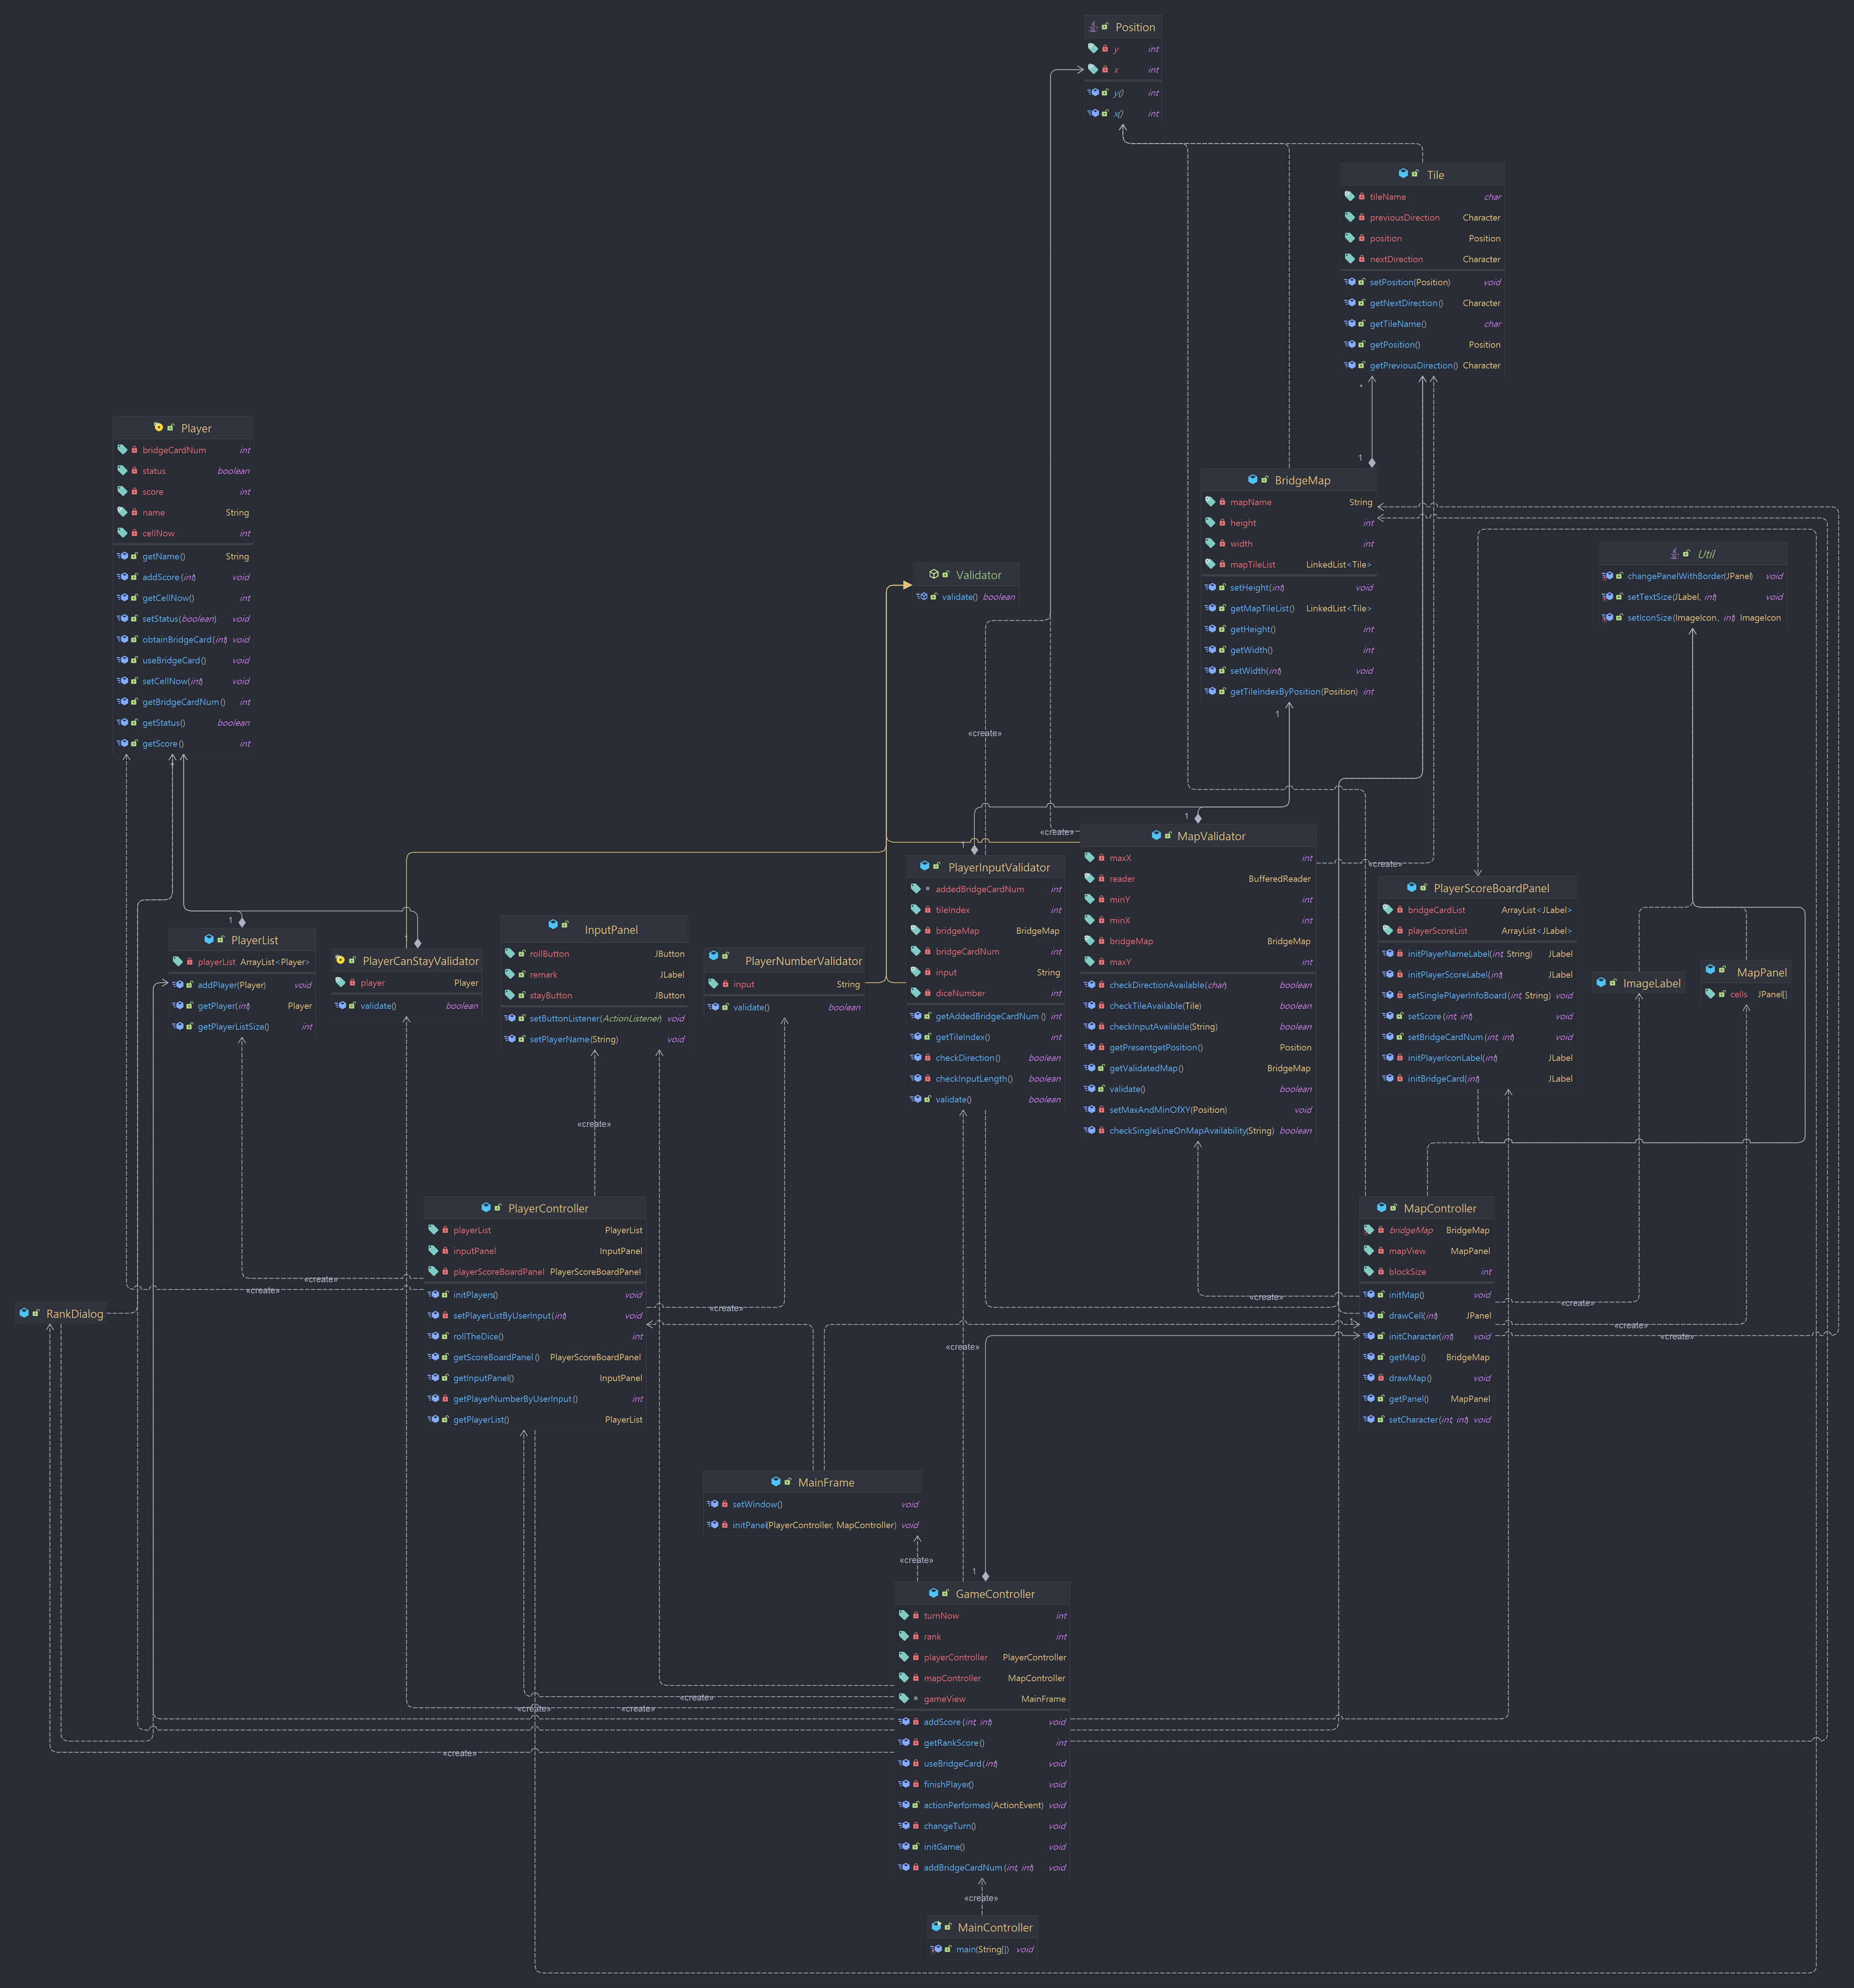 Position
y int
x int
y() int
x() int
Tile
tileName char
previousDirection Character
position Position
nextDirection Character
setPosition(Position) void
getNextDirection() Character
getTileName() char
getPosition() Position
getPreviousDirection() Character
*
1
Player
bridgeCardNum int
status boolean
score int
name String
cellNow int
getName() String
addScore(int) void
getCellNow() int
setStatus(boolean) void
obtainBridgeCard(int) void
useBridgeCard() void
setCellNow(int) void
getBridgeCardNum() int
getStatus() boolean
getScore() int
BridgeMap
mapName String
height int
width int
mapTileList LinkedList<Tile>
setHeight(int) void
getMapTileList() LinkedList<Tile>
getHeight() int
getWidth() int
setWidth(int) void
getTileIndexByPosition(Position) int
1
Util
changePanelWithBorder(JPanel) void
setTextSize(JLabel, int) void
setIconSize(ImageIcon, int) ImageIcon
Validator
validate() boolean
«create»
*
1
«create»
MapValidator
maxX int
reader BufferedReader
minY int
minX int
bridgeMap BridgeMap
maxY int
checkDirectionAvailable(char) boolean
checkTileAvailable(Tile) boolean
checkInputAvailable(String) boolean
getPresentgetPosition() Position
getValidatedMap() BridgeMap
validate() boolean
setMaxAndMinOfXY(Position) void
checkSingleLineOnMapAvailability(String) boolean
«create»
1
PlayerInputValidator
addedBridgeCardNum int
tileIndex int
bridgeMap BridgeMap
bridgeCardNum int
input String
diceNumber int
getAddedBridgeCardNum() int
getTileIndex() int
checkDirection() boolean
checkInputLength() boolean
validate() boolean
PlayerScoreBoardPanel
bridgeCardList ArrayList<JLabel>
playerScoreList ArrayList<JLabel>
initPlayerNameLabel(int, String) JLabel
initPlayerScoreLabel(int) JLabel
setSinglePlayerInfoBoard(int, String) void
setScore(int, int) void
setBridgeCardNum(int, int) void
initPlayerIconLabel(int) JLabel
initBridgeCard(int) JLabel
1
PlayerList
playerList ArrayList<Player>
addPlayer(Player) void
getPlayer(int) Player
getPlayerListSize() int
1
PlayerCanStayValidator
player Player
validate() boolean
InputPanel
rollButton JButton
remark JLabel
stayButton JButton
setButtonListener(ActionListener) void
setPlayerName(String) void
PlayerNumberValidator
input String
validate() boolean
ImageLabel
MapPanel
cells JPanel[]
«create»
PlayerController
playerList PlayerList
inputPanel InputPanel
playerScoreBoardPanel PlayerScoreBoardPanel
initPlayers() void
setPlayerListByUserInput(int) void
rollTheDice() int
getScoreBoardPanel() PlayerScoreBoardPanel
getInputPanel() InputPanel
getPlayerNumberByUserInput() int
getPlayerList() PlayerList
MapController
bridgeMap BridgeMap
mapView MapPanel
blockSize int
initMap() void
drawCell(int) JPanel
initCharacter(int) void
getMap() BridgeMap
drawMap() void
getPanel() MapPanel
setCharacter(int, int) void
«create»
«create»
«create»
«create»
«create»
«create»
«create»
1
«create»
RankDialog
MainFrame
setWindow() void
initPanel(PlayerController, MapController) void
«create»
1
GameController
turnNow int
rank int
playerController PlayerController
mapController MapController
gameView MainFrame
addScore(int, int) void
getRankScore() int
useBridgeCard(int) void
finishPlayer() void
actionPerformed(ActionEvent) void
changeTurn() void
initGame() void
addBridgeCardNum(int, int) void
«create»
«create»
«create»
«create»
«create»
MainController
main(String[]) void